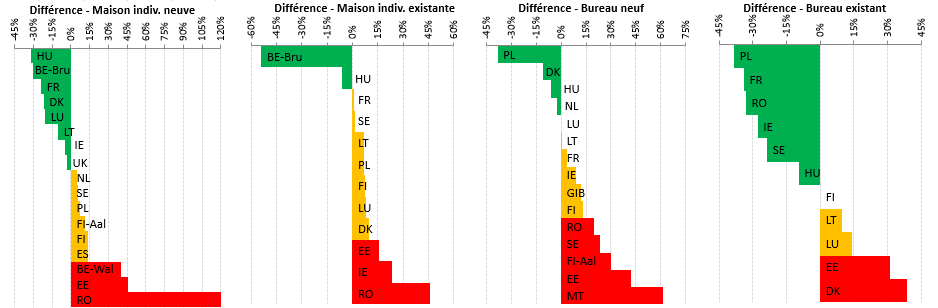 Différence - Maison indiv. neuve
-45% -30% -15% 0% 15% 30% 45% 60% 75% 90% 105% 120%
HU
BE-Bru
FR
DK
LU
LT
IE
UK
NL
SE
PL
FI-Aal
FI
ES
BE-Wal
EE
RO
Différence - Maison indiv. existante
-60% -45% -30% -15% 0% 15% 30% 45% 60%
BE-Bru
HU
FR
SE
LT
PL
FI
LU
DK
EE
IE
RO
Différence - Bureau neuf
-45% -30% -15% 0% 15% 30% 45% 60% 75%
PL
DK
HU
NL
LU
LT
FR
IE
GIB
FI
RO
SE
FI-Aal
EE
MT
Différence - Bureau existant
-45% -30% -15% 0% 15% 30% 45%
PL
FR
RO
IE
SE
HU
FI
LT
LU
EE
DK